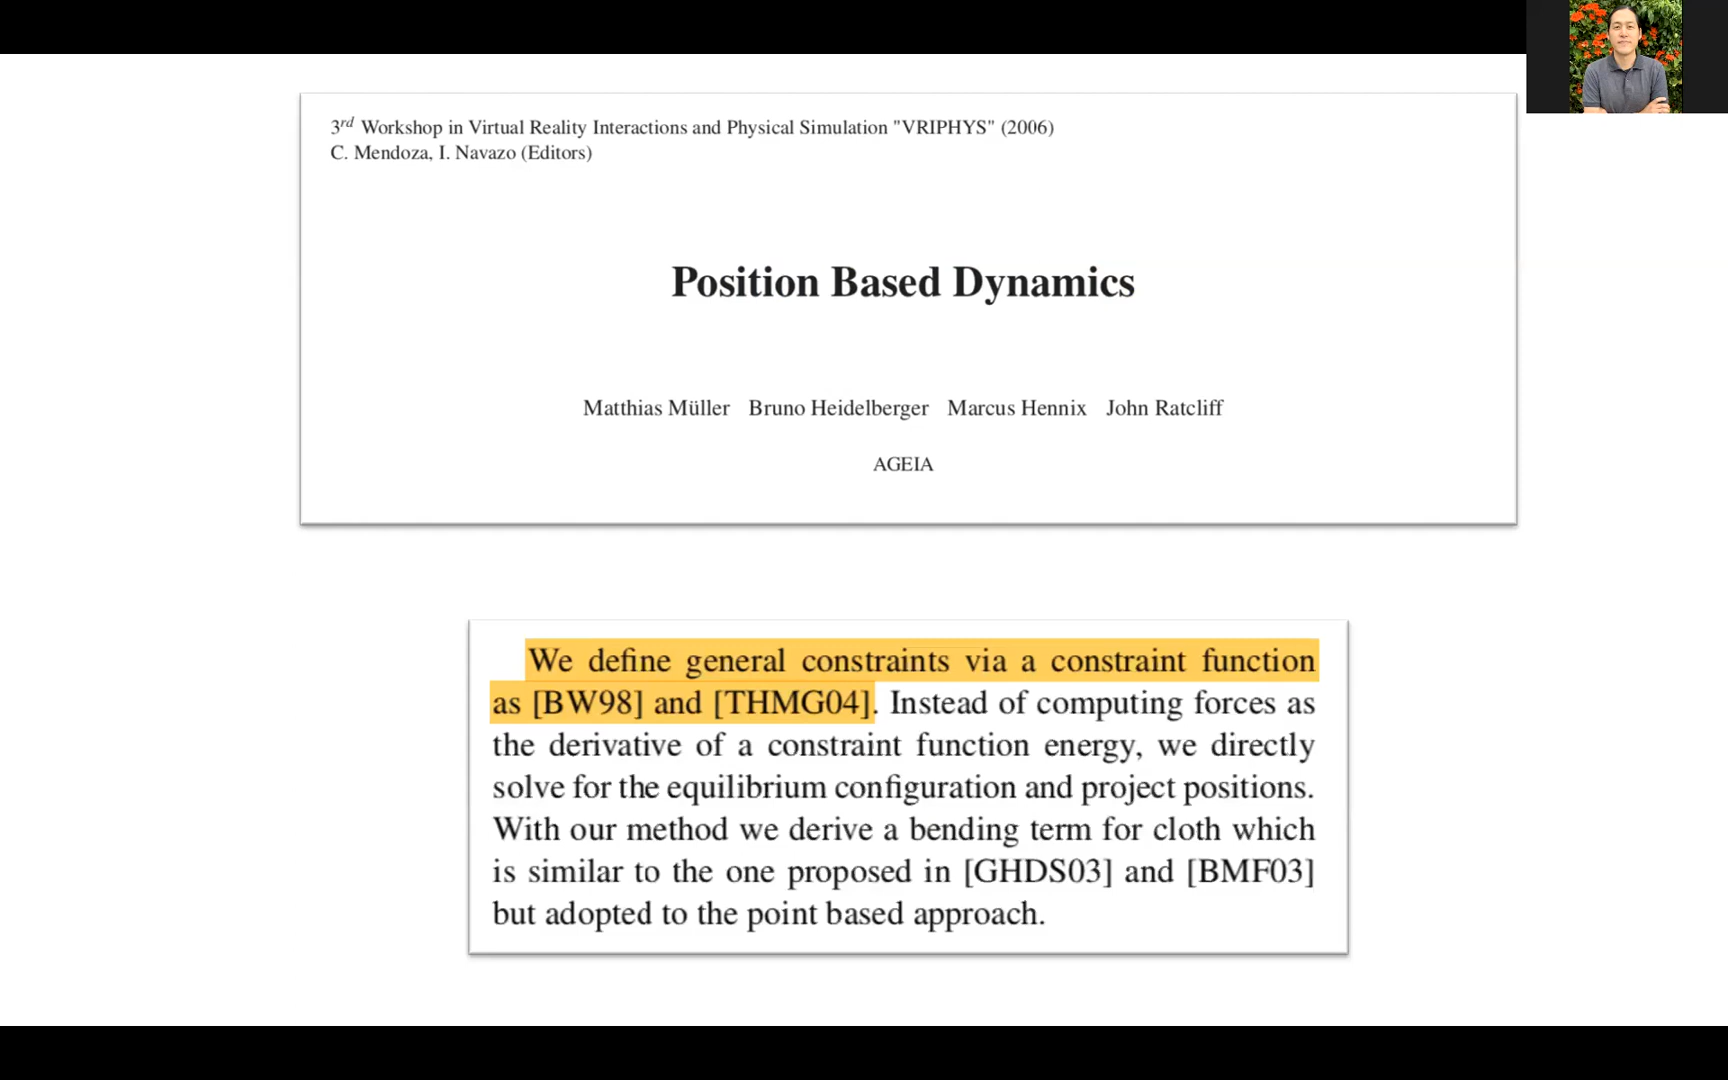 3rd Workshop in Virtual Reality Interactions and Physical Simulation "VRIPHYS" (2006)
C. Mendoza, I. Navazo (Editors)
Position Based Dynamics
Matthias Müller Bruno Heidelberger Marcus Hennix John Ratcliff
AGEIA
We define general constraints via a constraint function
as [BW98] and [THMG04]. Instead of computing forces as
the derivative of a constraint function energy, we directly
solve for the equilibrium configuration and project positions.
With our method we derive a bending term for cloth which
is similar to the one proposed in [GHDS03] and [BMF03]
but adopted to the point based approach.